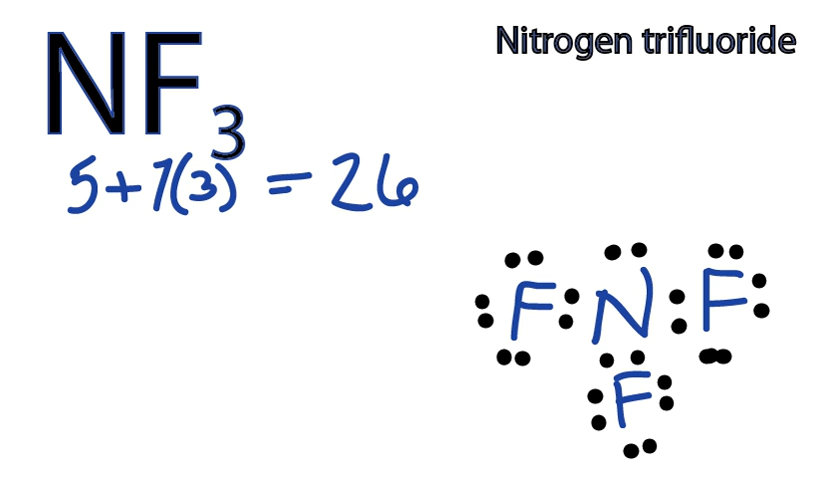 NF₃
Nitrogen trifluoride
5+7(3) = 26
F N F
F